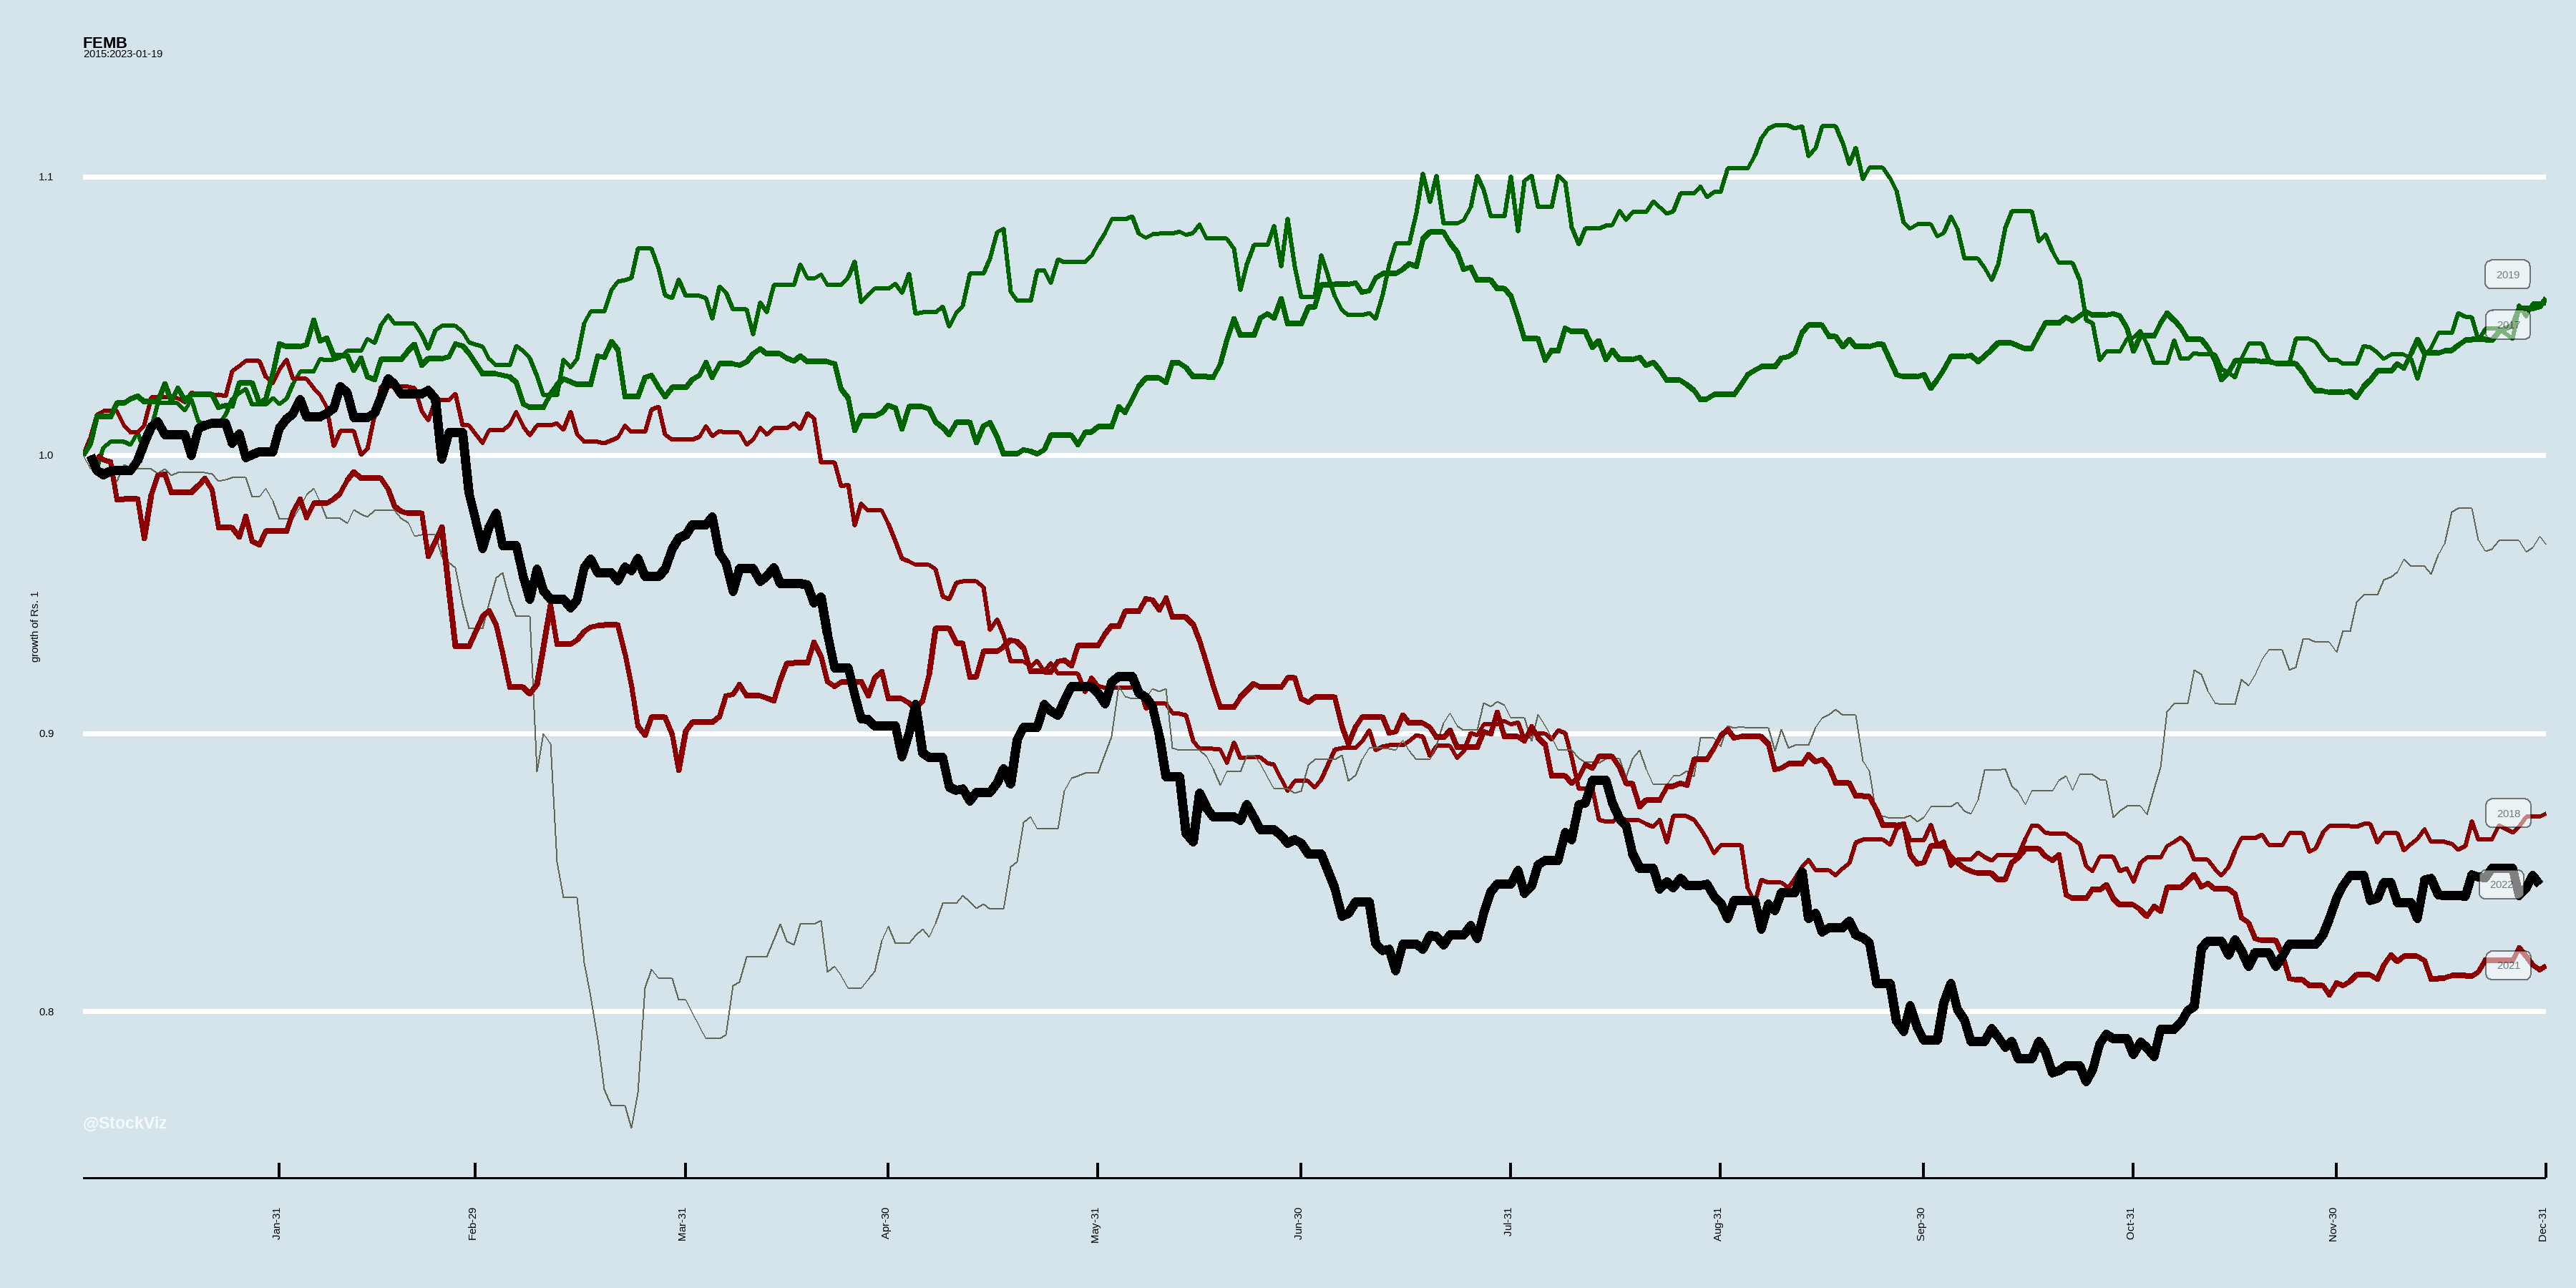 FEMB
2015:2023-01-19
1.1
1.0
0.9
0.8
growth of Rs. 1
2019
2017
2018
2022
2021
@StockViz
Jan-31
Feb-29
Mar-31
Apr-30
May-31
Jun-30
Jul-31
Aug-31
Sep-30
Oct-31
Nov-30
Dec-31